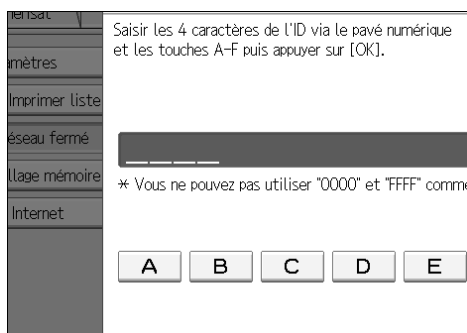 Saisir les 4 caractères de l'ID via le pavé numérique
et les touches A-F puis appuyer sur [OK].
amètres
Imprimer liste
éseau fermé
llage mémoire
Internet
* Vous ne pouvez pas utiliser "0000" et "FFFF" comme
A B C D E